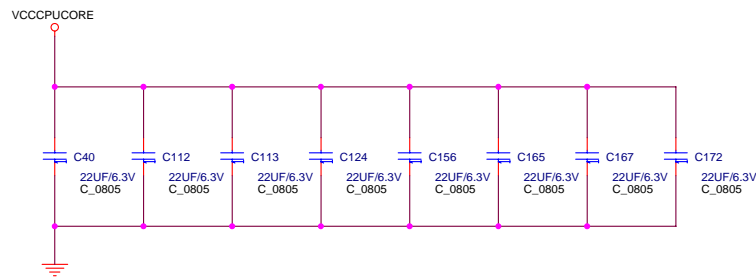 VCCCPUCORE
C40
C112
C113
C124
C156
C165
C167
C172
22UF/6.3V
22UF/6.3V
22UF/6.3V
22UF/6.3V
22UF/6.3V
22UF/6.3V
22UF/6.3V
22UF/6.3V
C_0805
C_0805
C_0805
C_0805
C_0805
C_0805
C_0805
C_0805